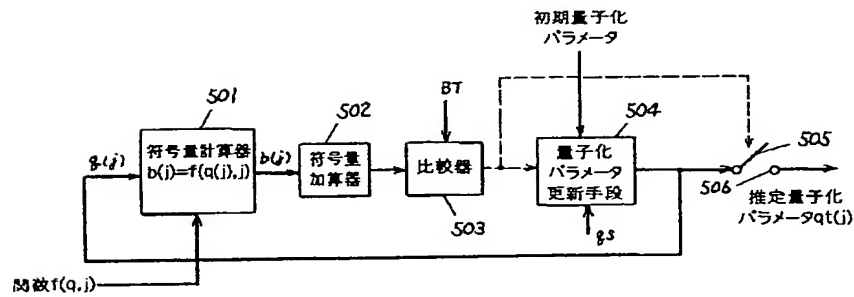 初期量子化
パラメータ
501
BT
502
504
505
q(j)
符号量計算器
b(j)=f(q(j),j)
b(j)
符号量
加算器
比較器
量子化
パラメータ
更新手段
506
503
qs
推定量子化
パラメータqt(j)
関数f(q,j)